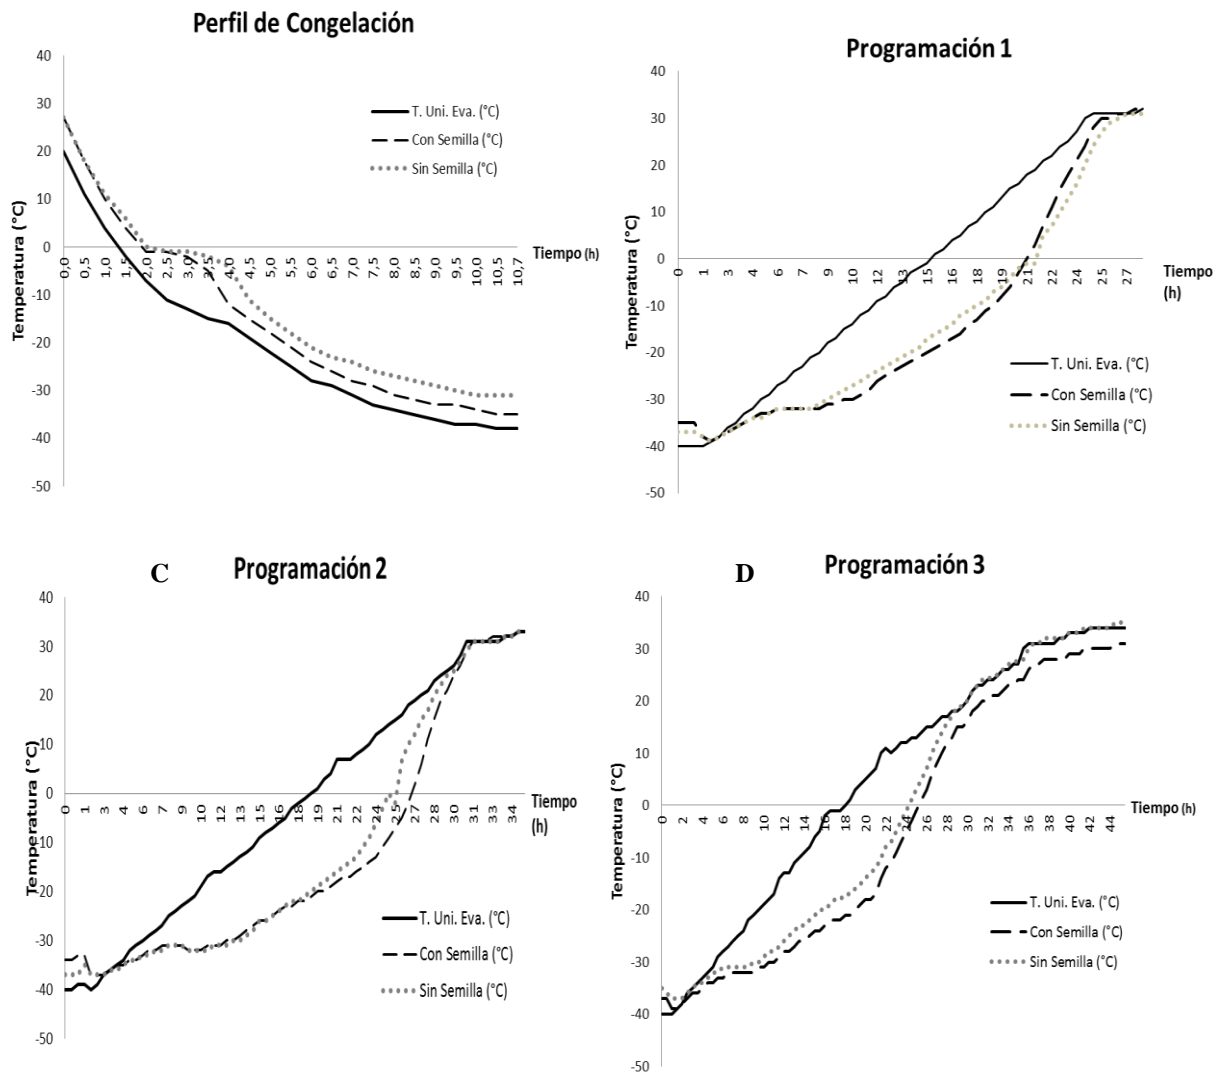 Perfil de Congelación
40
30
20
10
0
-10
-20
-30
-40
-50
Temperatura (°C)
0,0 0,5 1,0 1,5 2,0 2,5 3,0 3,5 4,0 4,5 5,0 5,5 6,0 6,5 7,0 7,5 8,0 8,5 9,0 9,5 10,0 10,5 10,7
Tiempo (h)
T. Uni. Eva. (°C)
Con Semilla (°C)
Sin Semilla (°C)
Programación 1
40
30
20
10
0
-10
-20
-30
-40
-50
Temperatura (°C)
0 1 3 4 6 7 9 10 12 13 15 16 17 19 21 22 24 25 27
Tiempo
(h)
T. Uni. Eva. (°C)
Con Semilla (°C)
Sin Semilla (°C)
C
Programación 2
40
30
20
10
0
-10
-20
-30
-40
-50
Temperatura (°C)
0 1 3 4 6 7 9 10 12 13 15 16 18 19 21 22 24 25 27 28 30 31 33 34
Tiempo
(h)
T. Uni. Eva. (°C)
Con Semilla (°C)
Sin Semilla (°C)
D
Programación 3
40
30
20
10
0
-10
-20
-30
-40
-50
Temperatura (°C)
0 2 4 6 8 10 12 14 16 18 20 22 24 26 28 30 32 34 36 38 40 42 44
Tiempo (h)
T. Uni. Eva. (°C)
Con Semilla (°C)
Sin Semilla (°C)